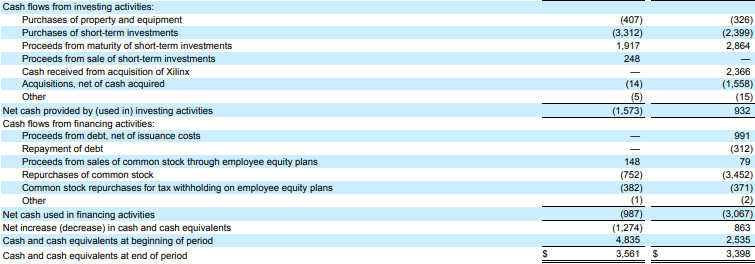 Cash flows from investing activities:
Purchases of property and equipment (407) (326)
Purchases of short-term investments (3,312) (2,399)
Proceeds from maturity of short-term investments 1,917 2,864
Proceeds from sale of short-term investments 248 —
Cash received from acquisition of Xilinx — 2,366
Acquisitions, net of cash acquired (14) (1,558)
Other (5) (15)
Net cash provided by (used in) investing activities (1,573) 932
Cash flows from financing activities:
Proceeds from debt, net of issuance costs — 991
Repayment of debt — (312)
Proceeds from sales of common stock through employee equity plans 148 79
Repurchases of common stock (752) (3,452)
Common stock repurchases for tax withholding on employee equity plans (382) (371)
Other (1) (2)
Net cash used in financing activities (987) (3,067)
Net increase (decrease) in cash and cash equivalents (1,274) 863
Cash and cash equivalents at beginning of period 4,835 2,535
Cash and cash equivalents at end of period $ 3,561 $ 3,398